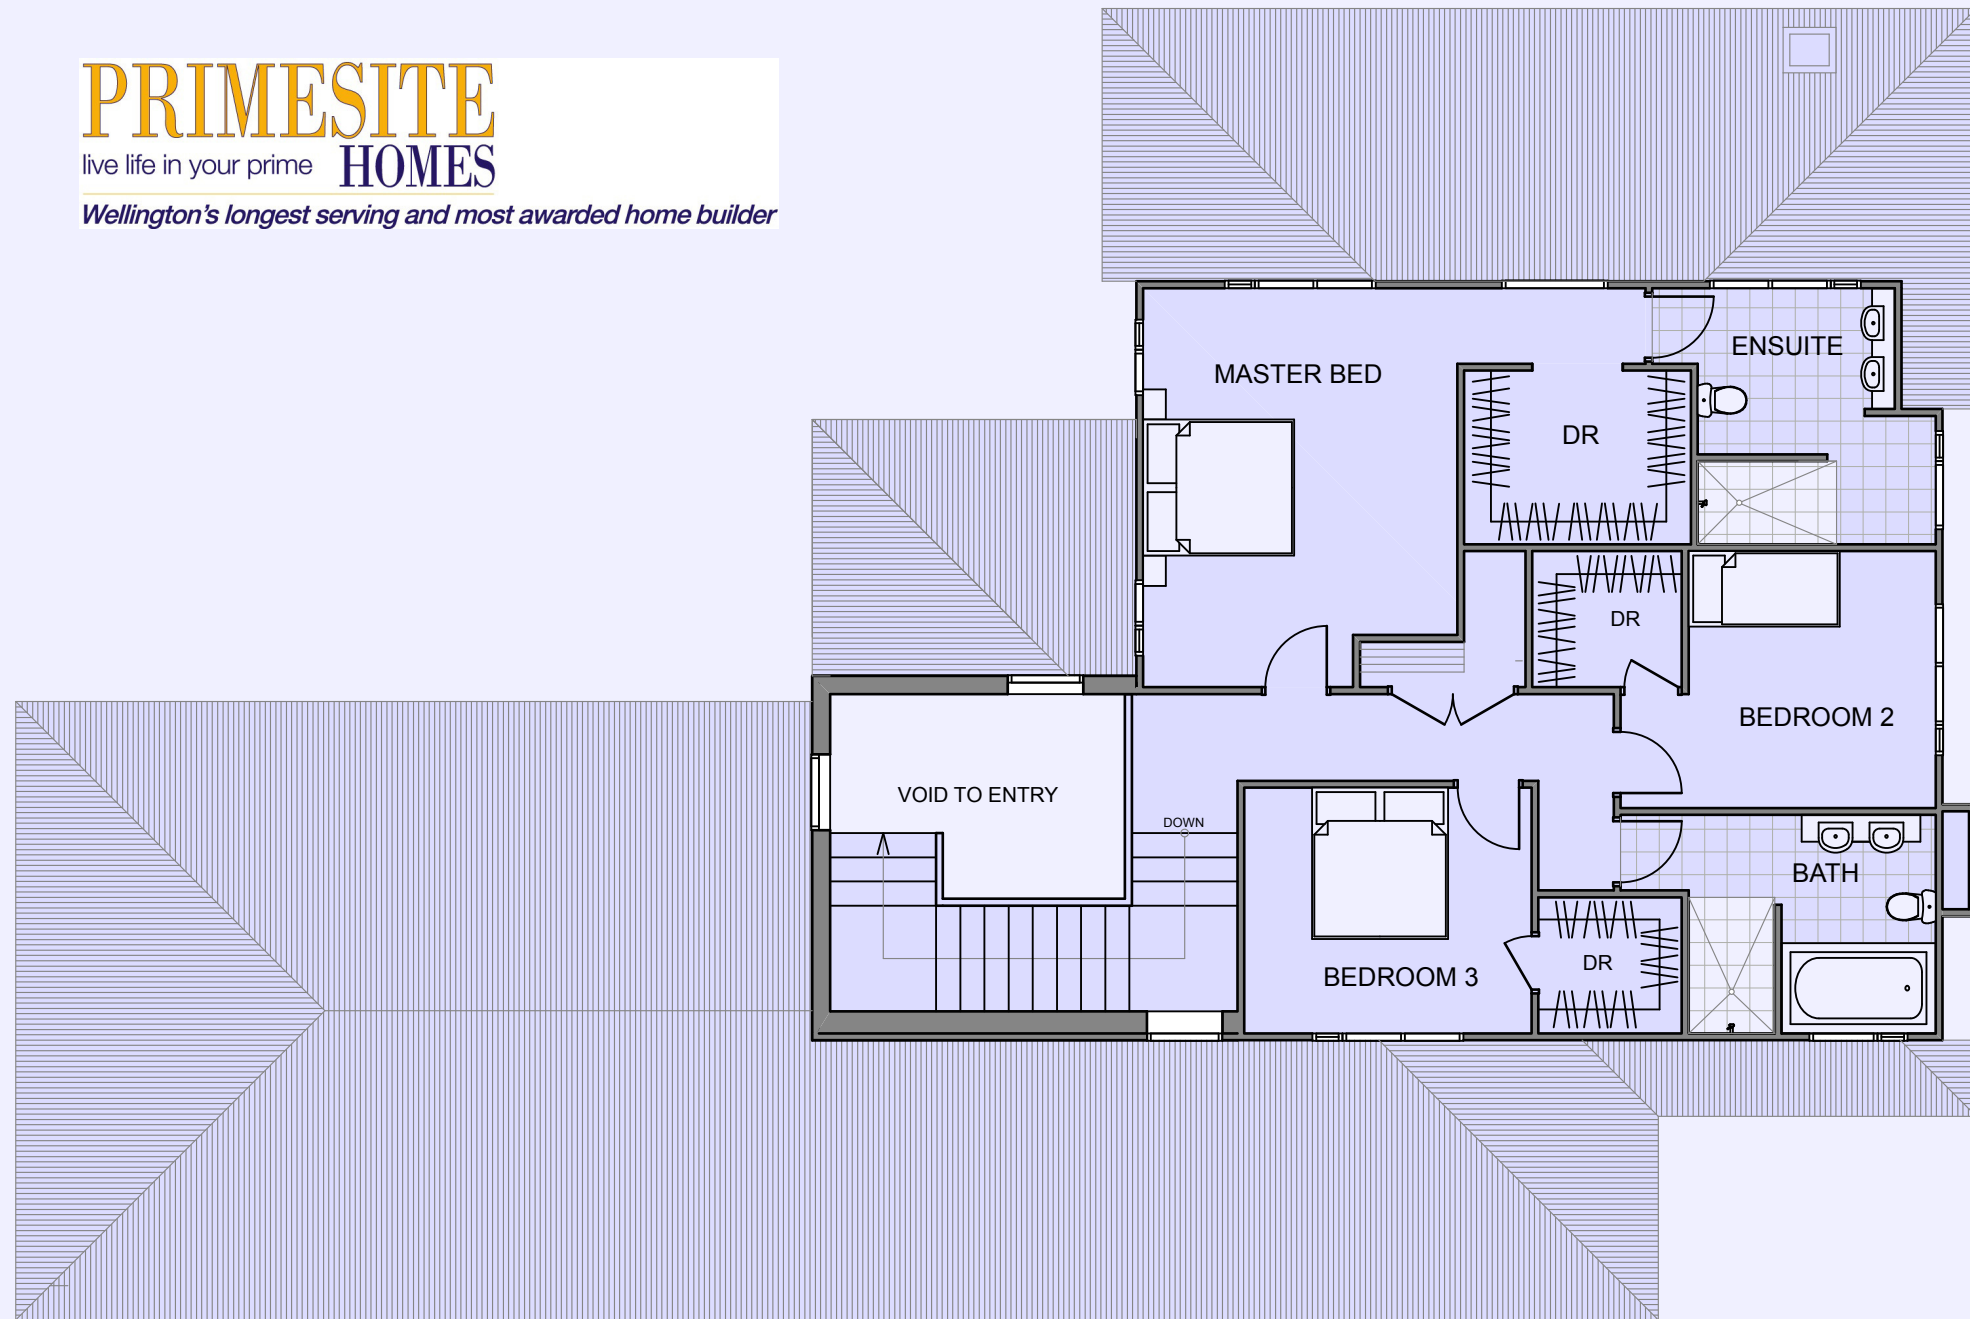 PRIMESITE
live life in your prime HOMES
Wellington's longest serving and most awarded home builder
ENSUITE
MASTER BED
DR
DR
BEDROOM 2
VOID TO ENTRY
DOWN
BATH
DR
BEDROOM 3